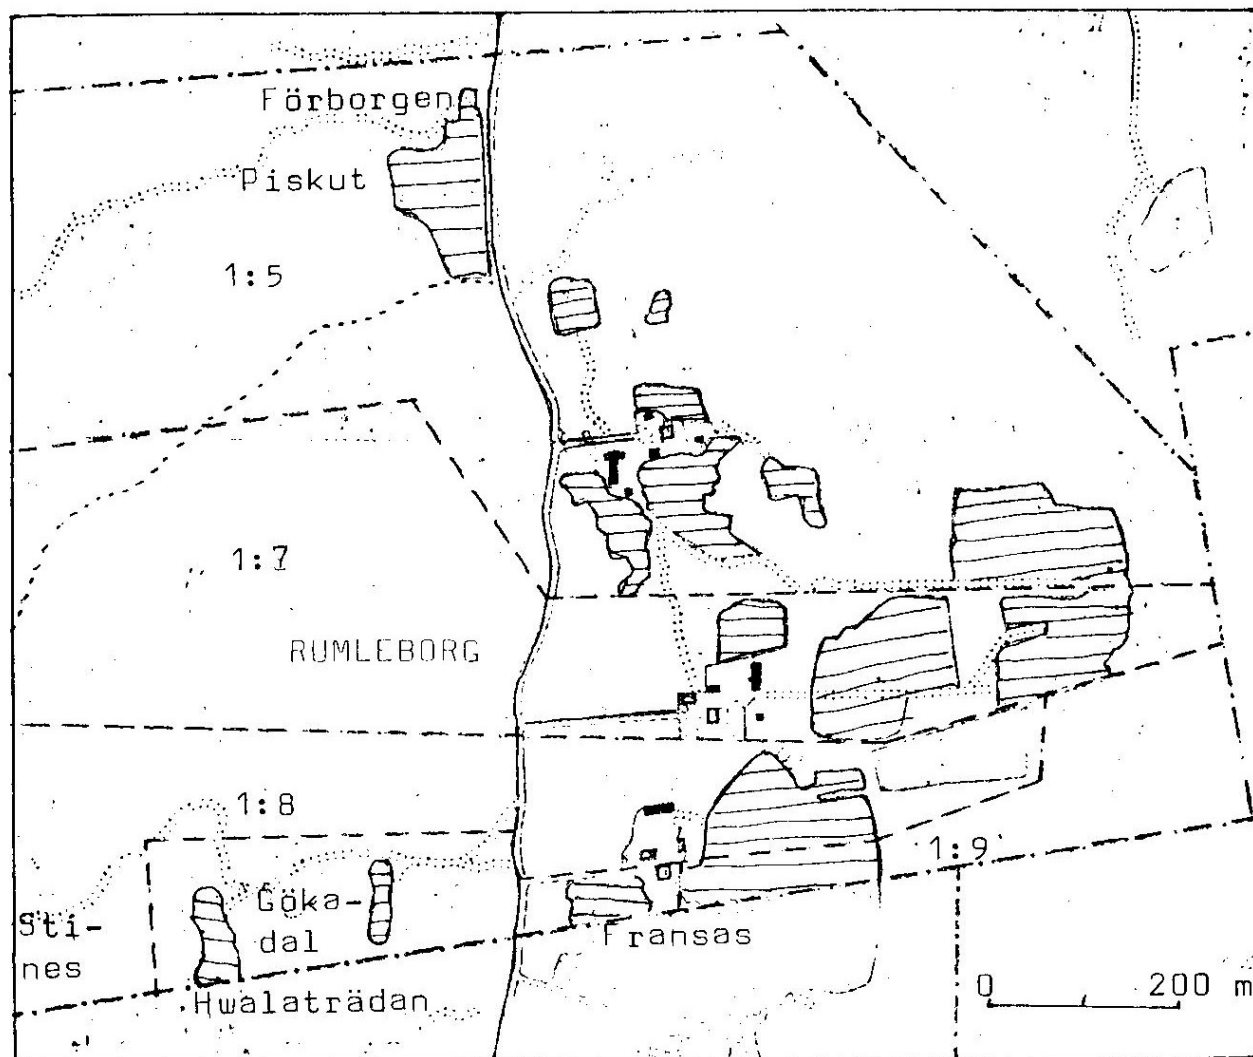 Förborgen
Piskut
1:5
1:7
RUMLEBORG
1:8
1:9
Göka-
dal
Sti-
nes
Fransas
Hwalaträdan
0 200 m